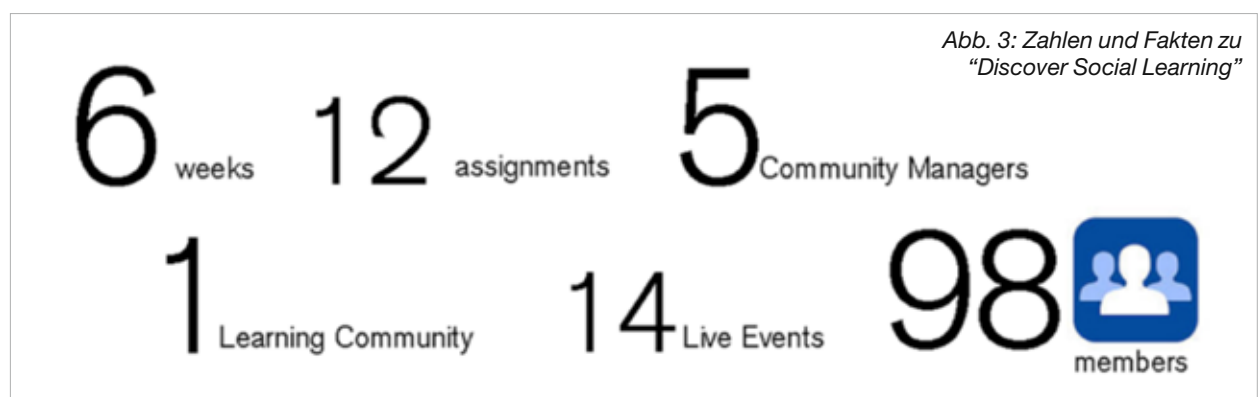 Abb. 3: Zahlen und Fakten zu
“Discover Social Learning”
6 weeks 12 assignments 5 Community Managers
1 Learning Community 14 Live Events 98 members